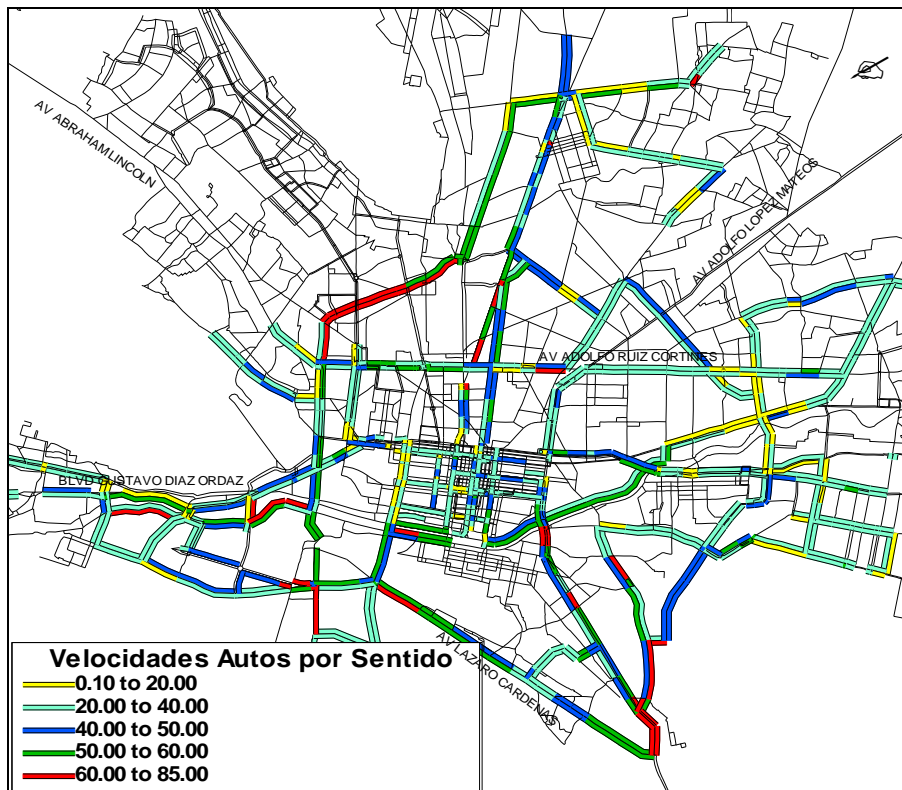 AV ABRAHAM LINCOLN
AV ADOLFO LOPEZ MATEOS
AV ADOLFO RUIZ CORTINES
BLVD GUSTAVO DIAZ ORDAZ
AV LAZARO CARDENAS
Velocidades Autos por Sentido
0.10 to 20.00
20.00 to 40.00
40.00 to 50.00
50.00 to 60.00
60.00 to 85.00